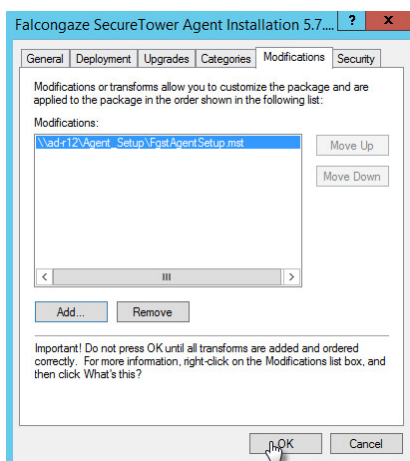 Falcongaze SecureTower Agent Installation 5.7....
?
x
General Deployment Upgrades Categories Modifications Security
Modifications or transforms allow you to customize the package and are
applied to the package in the order shown in the following list:
Modifications:
\\ad-r12\Agent_Setup\FgstAgentSetup.mst
Move Up
Move Down
Add...
Remove
Important! Do not press OK until all transforms are added and ordered
correctly. For more information, right-click on the Modifications list box, and
then click What's this?
OK
Cancel